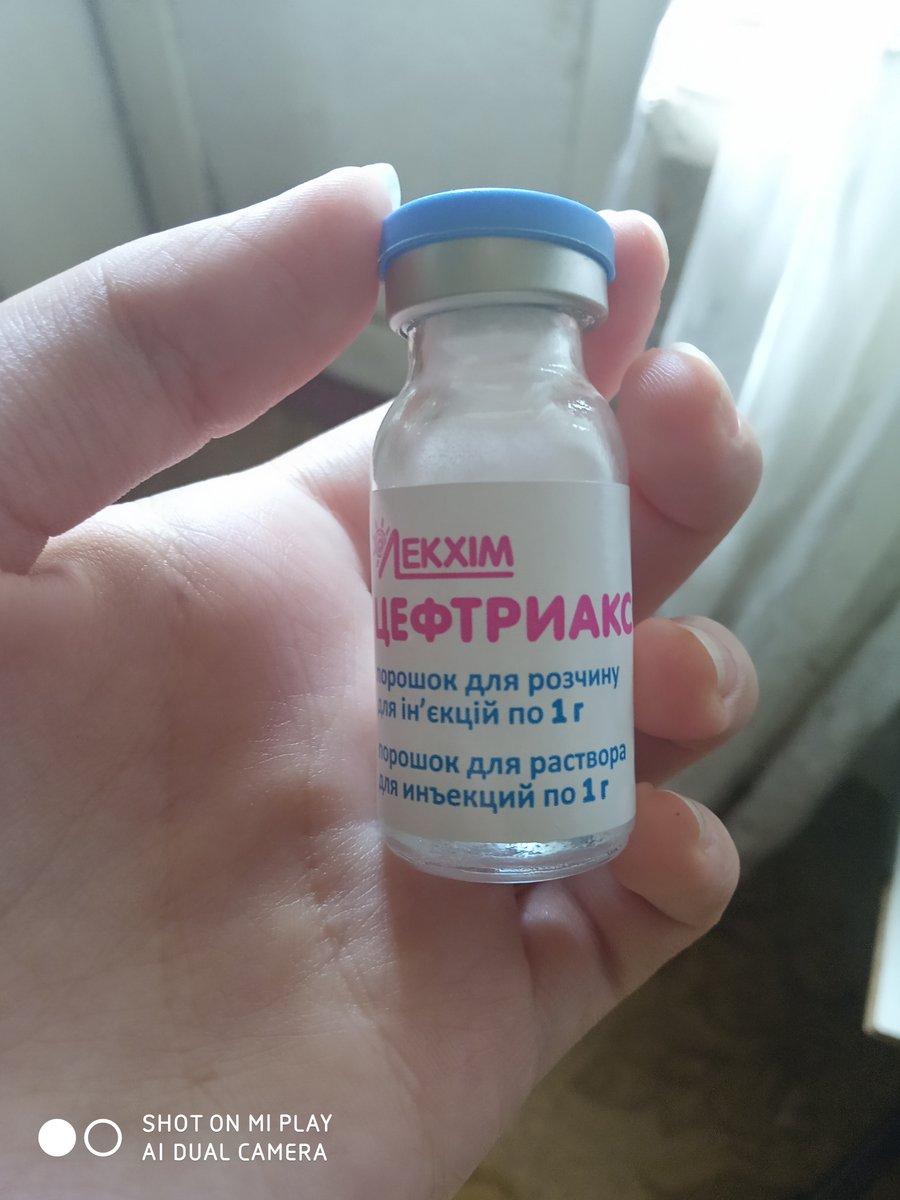 ЛЕКХІМ
ЦЕФТРИАКС
порошок для розчину
для ін'єкцій по 1 г
порошок для раствора
для инъекций по 1 г
SHOT ON MI PLAY
AI DUAL CAMERA